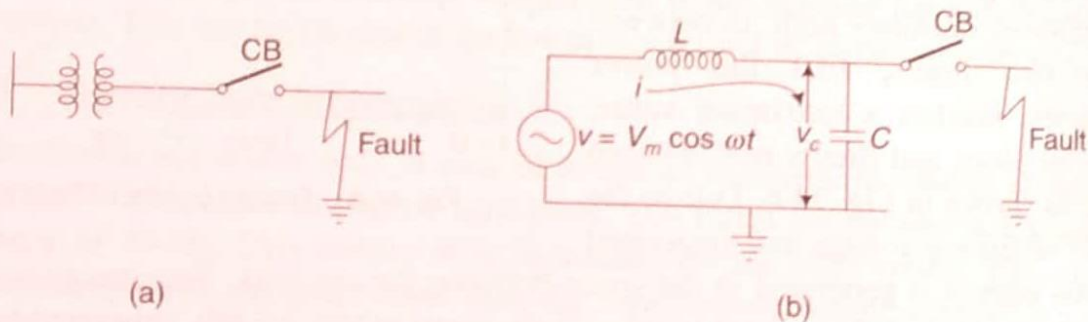 CB
Fault
(a)
L
i
v = V_m cos ωt
v_c
C
CB
Fault
(b)